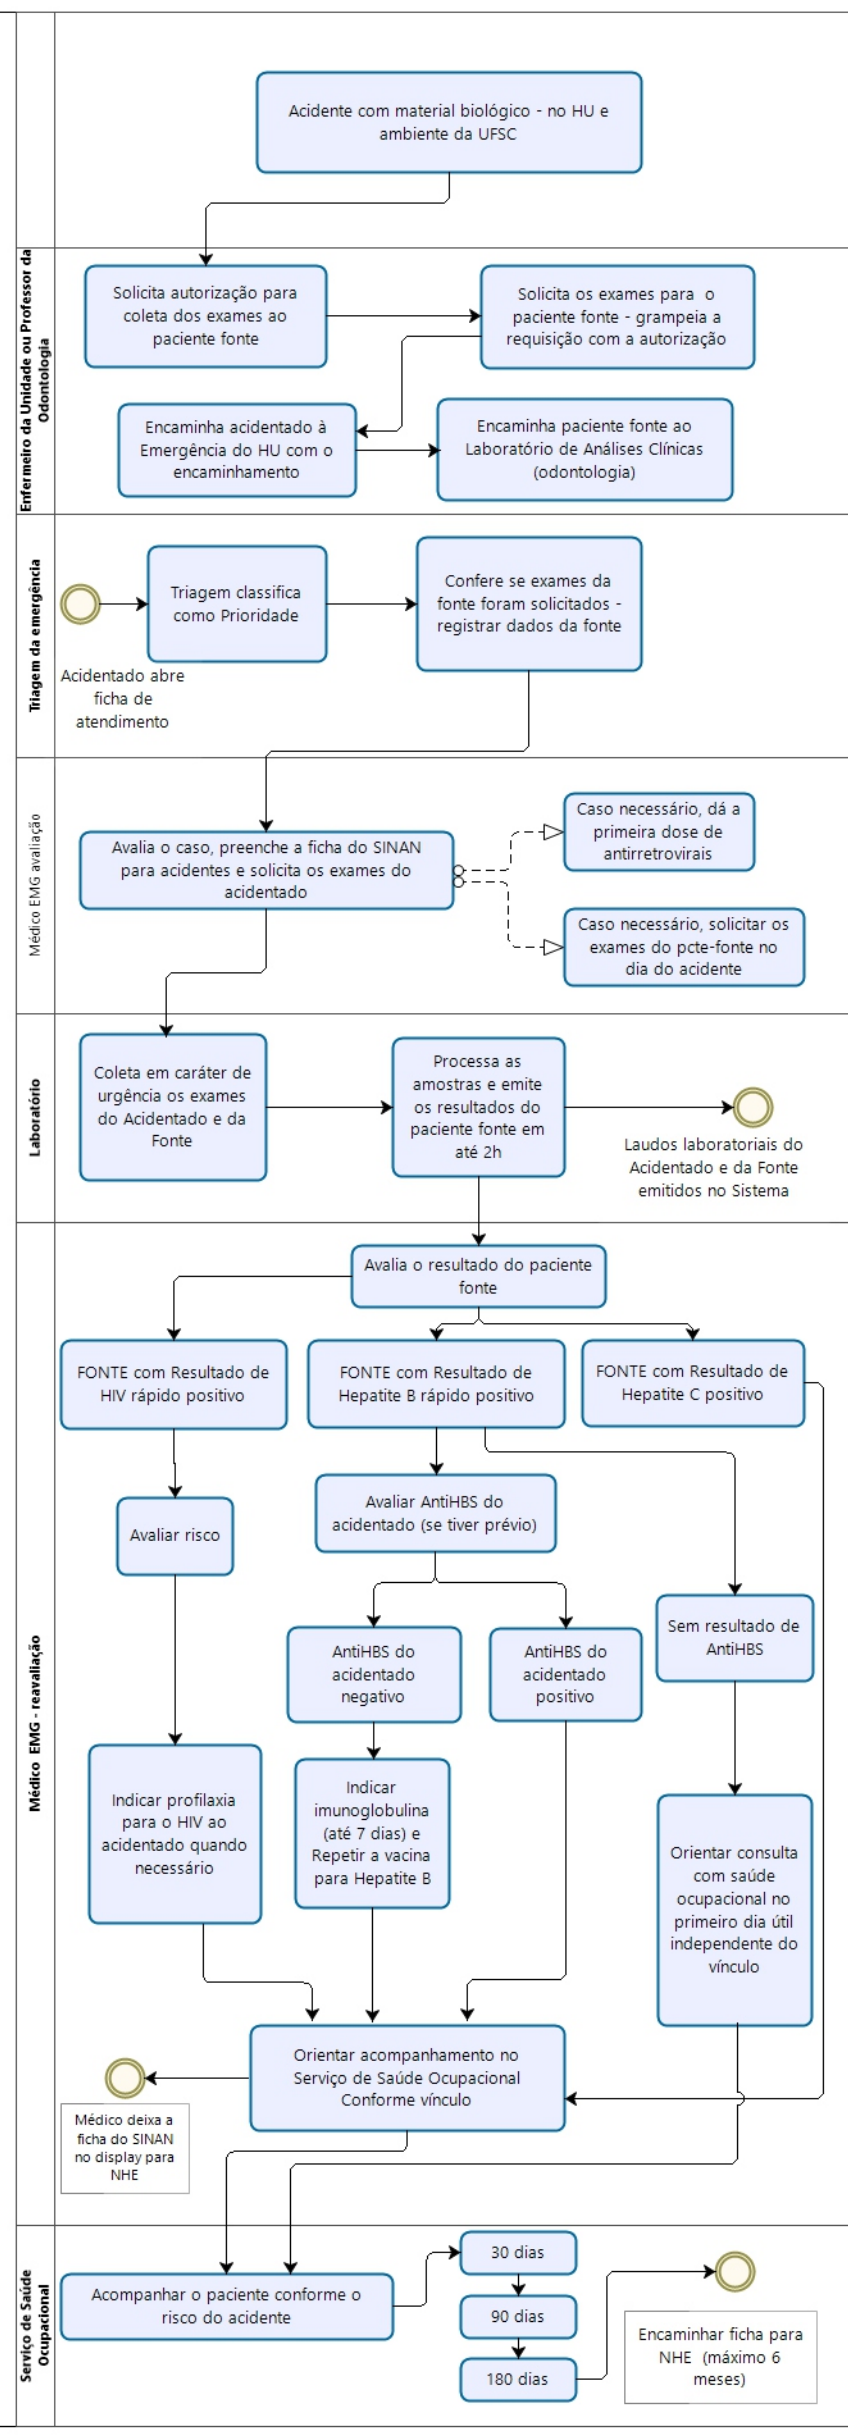 Acidente com material biológico - no HU e
ambiente da UFSC
Enfermeiro da Unidade ou Professor da
Odontologia
Solicita autorização para
coleta dos exames ao
paciente fonte
Solicita os exames para o
paciente fonte - grampeia a
requisição com a autorização
Encaminha acidentado à
Emergência do HU com o
encaminhamento
Encaminha paciente fonte ao
Laboratório de Análises Clínicas
(odontologia)
Triagem da emergência
Acidentado abre
ficha de
atendimento
Triagem classifica
como Prioridade
Confere se exames da
fonte foram solicitados -
registrar dados da fonte
Médico EMG avaliação
Avalia o caso, preenche a ficha do SINAN
para acidentes e solicita os exames do
acidentado
Caso necessário, dá a
primeira dose de
antirretrovirais
Caso necessário, solicitar os
exames do pcte-fonte no
dia do acidente
Laboratório
Coleta em caráter de
urgência os exames
do Acidentado e da
Fonte
Processa as
amostras e emite
os resultados do
paciente fonte em
até 2h
Laudos laboratoriais do
Acidentado e da Fonte
emitidos no Sistema
Médico EMG - reavaliação
Avalia o resultado do paciente
fonte
FONTE com Resultado de
HIV rápido positivo
FONTE com Resultado de
Hepatite B rápido positivo
FONTE com Resultado de
Hepatite C positivo
Avaliar risco
Avaliar AntiHBS do
acidentado (se tiver prévio)
AntiHBS do
acidentado
negativo
AntiHBS do
acidentado
positivo
Sem resultado de
AntiHBS
Indicar profilaxia
para o HIV ao
acidentado quando
necessário
Indicar
imunoglobulina
(até 7 dias) e
Repetir a vacina
para Hepatite B
Orientar consulta
com saúde
ocupacional no
primeiro dia útil
independente do
vínculo
Orientar acompanhamento no
Serviço de Saúde Ocupacional
Conforme vínculo
Médico deixa a
ficha do SINAN
no display para
NHE
Serviço de Saúde
Ocupacional
Acompanhar o paciente conforme o
risco do acidente
30 dias
90 dias
180 dias
Encaminhar ficha para
NHE (máximo 6
meses)